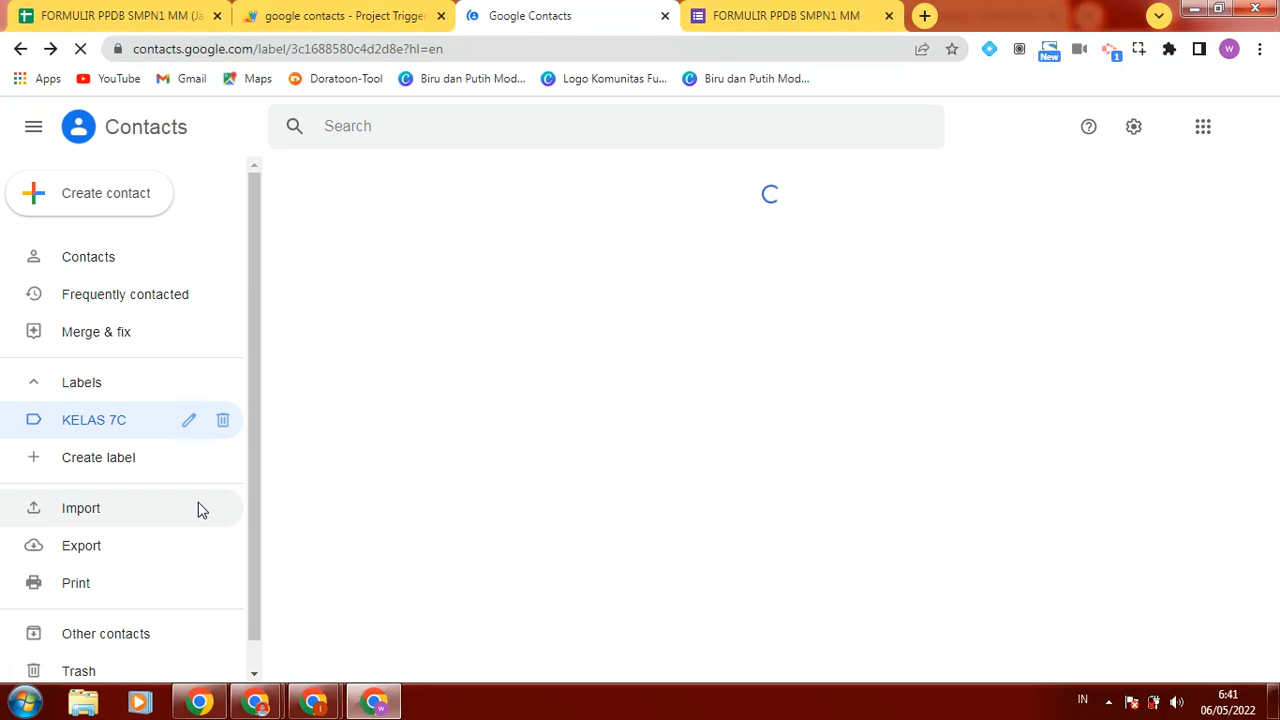 FORMULIR PPDB SMPN1 MM (Ja
google contacts - Project Trigger
Google Contacts
FORMULIR PPDB SMPN1 MM
contacts.google.com/label/3c1688580c4d2d8e?hl=en
New
1
W
Apps
YouTube
Gmail
Maps
Doratoon-Tool
Biru dan Putih Mod...
Logo Komunitas Fu...
Biru dan Putih Mod...
Contacts
Search
Create contact
Contacts
Frequently contacted
Merge & fix
Labels
KELAS 7C
Create label
Import
Export
Print
Other contacts
Trash
IN
6:41
06/05/2022